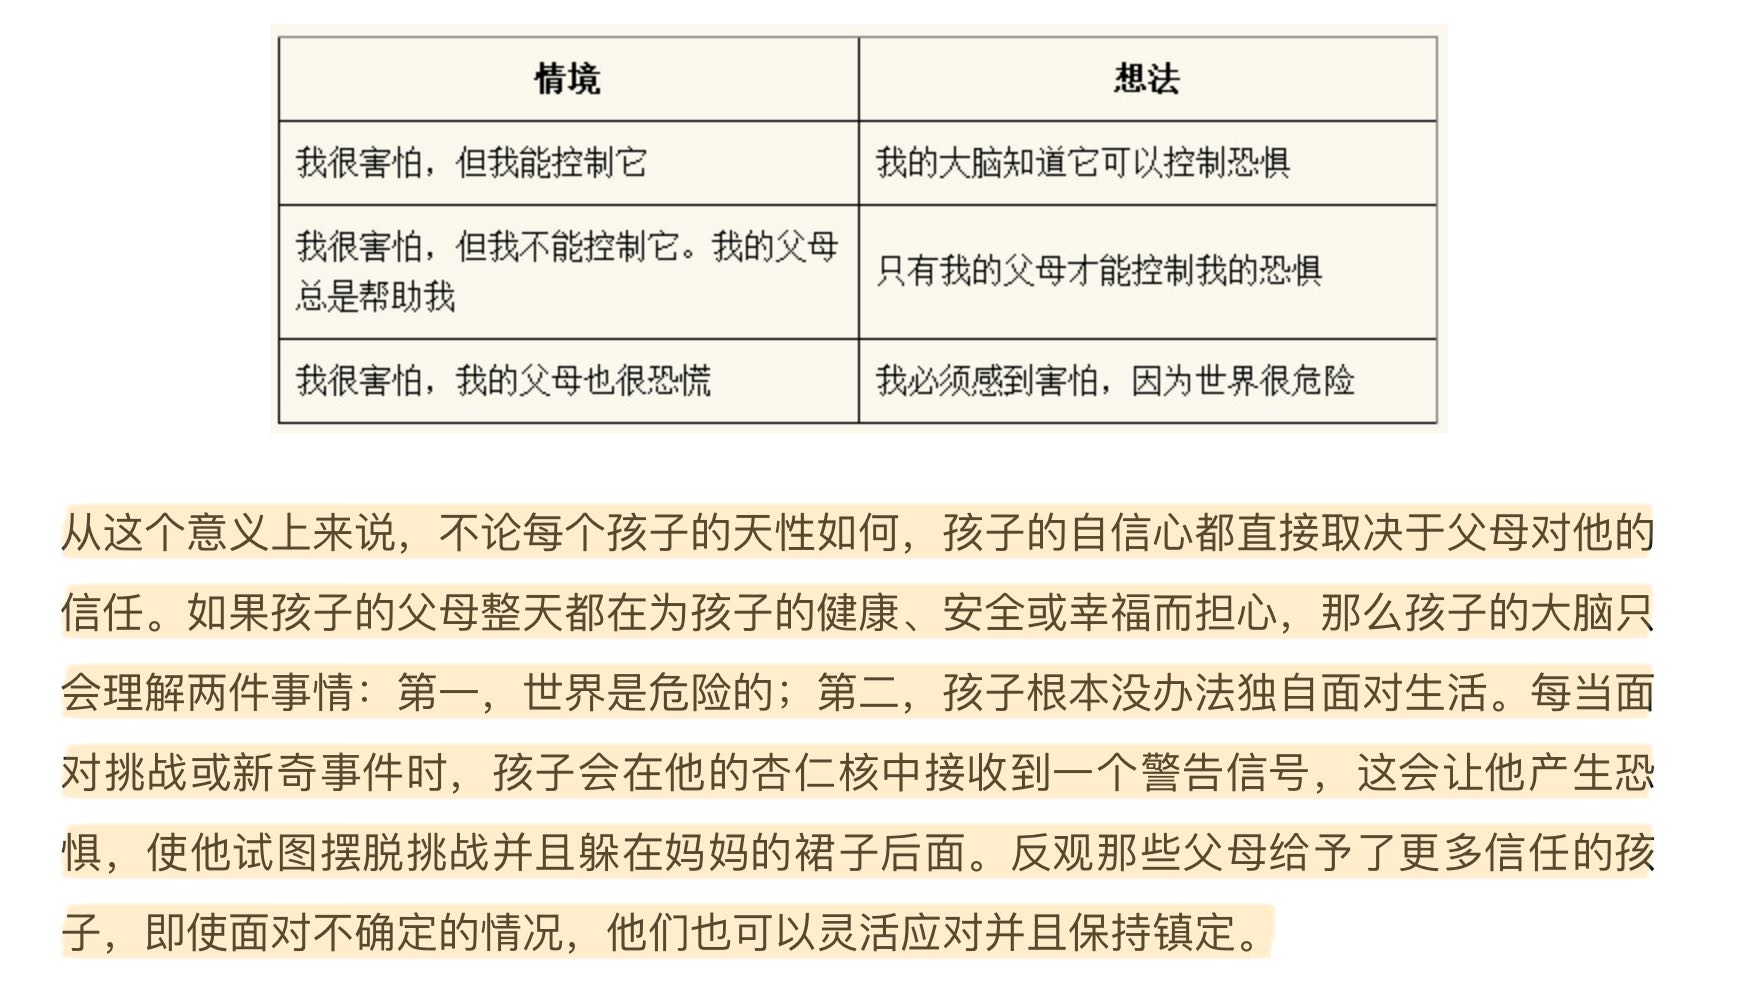 情境 想法
我很害怕，但我能控制它 我的大脑知道它可以控制恐惧
我很害怕，但我不能控制它。我的父母
总是帮助我
只有我的父母才能控制我的恐惧
我很害怕，我的父母也很恐慌 我必须感到害怕，因为世界很危险
从这个意义上来说，不论每个孩子的天性如何，孩子的自信心都直接取决于父母对他的
信任。如果孩子的父母整天都在为孩子的健康、安全或幸福而担心，那么孩子的大脑只
会理解两件事情：第一，世界是危险的；第二，孩子根本没办法独自面对生活。每当面
对挑战或新奇事件时，孩子会在他的杏仁核中接收到一个警告信号，这会让他产生恐
惧，使他试图摆脱挑战并且躲在妈妈的裙子后面。反观那些父母给予了更多信任的孩
子，即使面对不确定的情况，他们也可以灵活应对并且保持镇定。